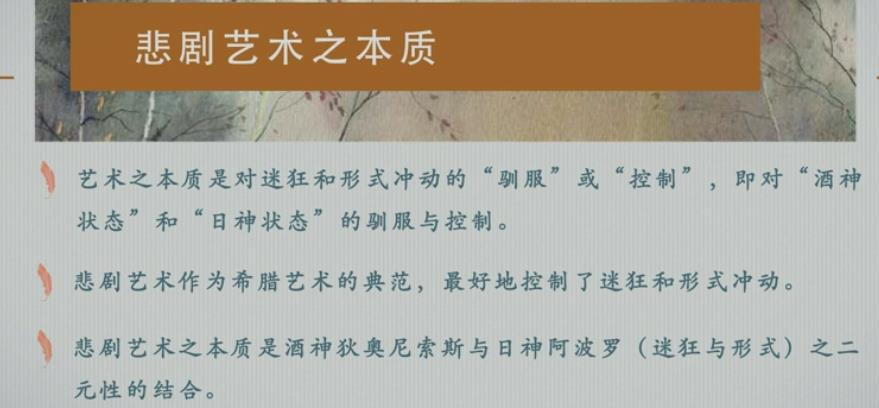 悲剧艺术之本质
艺术之本质是对迷狂和形式冲动的“驯服”或“控制”，即对“酒神
状态”和“日神状态”的驯服与控制。
悲剧艺术作为希腊艺术的典范，最好地控制了迷狂和形式冲动。
悲剧艺术之本质是酒神狄奥尼索斯与日神阿波罗（迷狂与形式）之二
元性的结合。